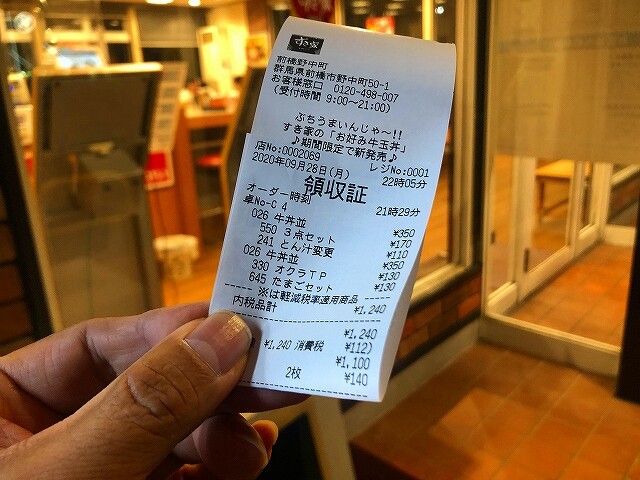 すき家
前橋野中町
群馬県前橋市野中町50-1
お客様窓口 0120-498-007
(受付時間 9:00~21:00)
ぶちうまいんじゃ~!!
すき家の「お好み牛玉丼」
♪期間限定で新発売♪
店No:0002069 レジNo:0001
2020年09月28日(月) 22時05分
領収証
オーダー時刻 21時29分
卓No-C 4
026 牛丼並 ¥350
550 3点セット ¥170
241 とん汁変更 ¥110
026 牛丼並 ¥350
330 オクラTP ¥130
645 たまごセット ¥130
※は軽減税率適用商品
内税品計 ¥1,240
¥1,240
¥1,240 消費税 ¥112)
¥1,100
2枚 ¥140